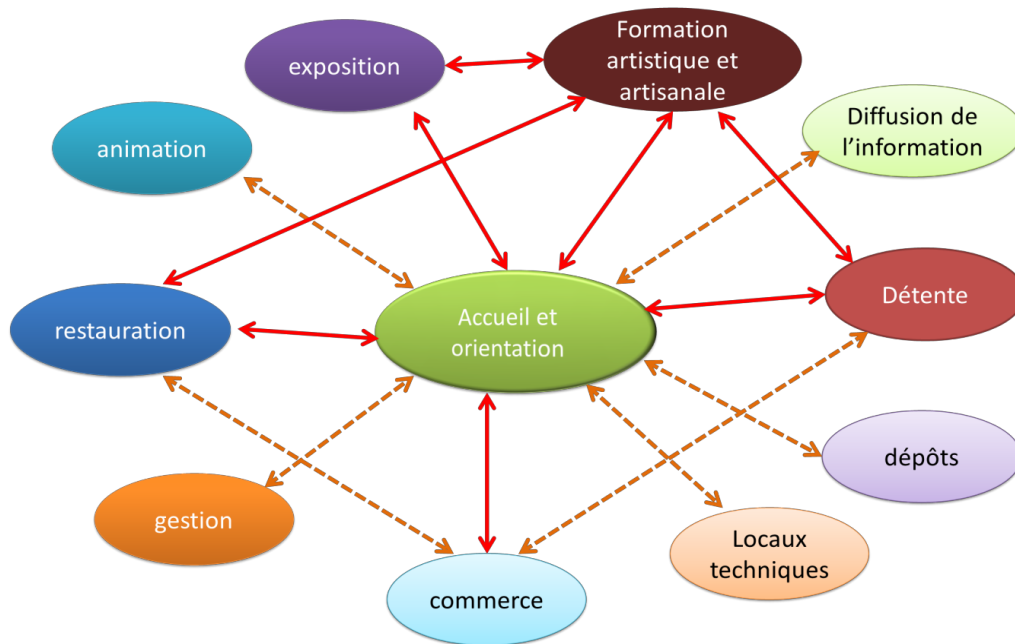 Formation
artistique et
artisanale
exposition
Diffusion de
l’information
animation
Détente
restauration
Accueil et
orientation
dépôts
gestion
Locaux
techniques
commerce